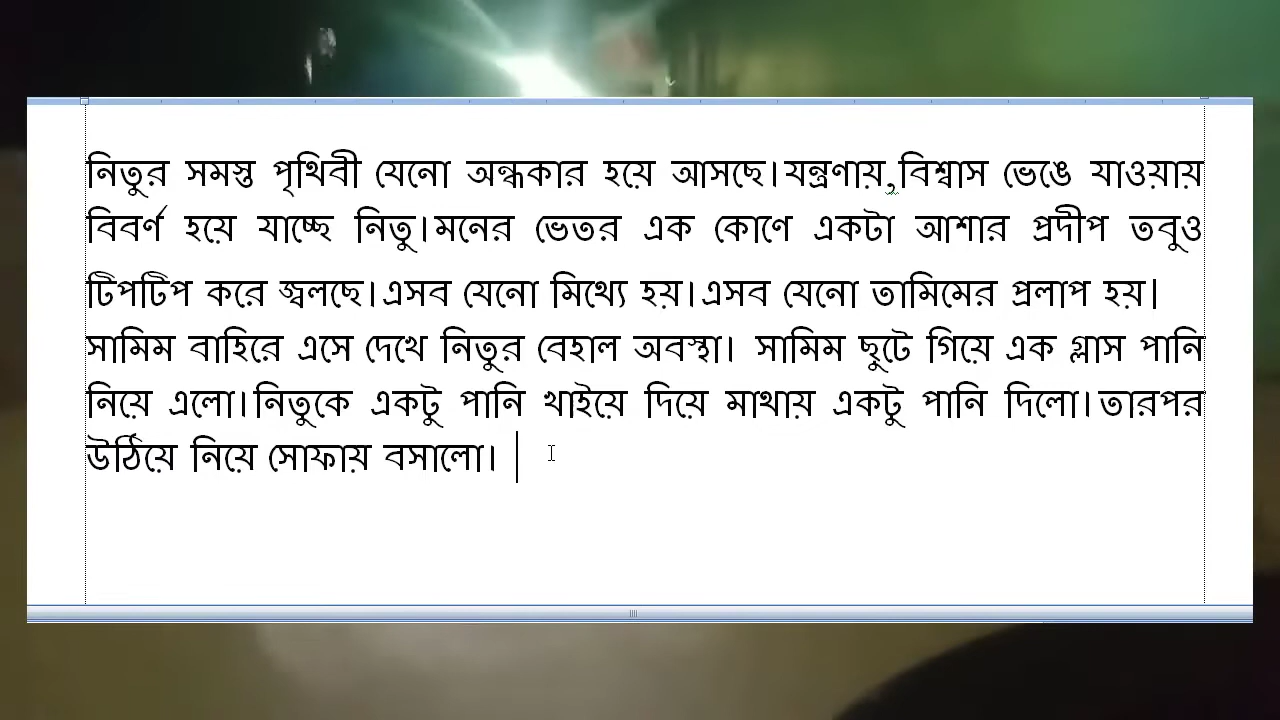 নিতুর সমস্ত পৃথিবী যেনো অন্ধকার হয়ে আসছে।যন্ত্রণায়,বিশ্বাস ভেঙে যাওয়ায়
বিবর্ণ হয়ে যাচ্ছে নিতু।মনের ভেতর এক কোণে একটা আশার প্রদীপ তবুও
টিপটিপ করে জ্বলছে।এসব যেনো মিথ্যে হয়।এসব যেনো তামিমের প্রলাপ হয়|
সামিম বাহিরে এসে দেখে নিতুর বেহাল অবস্থা। সামিম ছুটে গিয়ে এক গ্লাস পানি
নিয়ে এলো।নিতুকে একটু পানি খাইয়ে দিয়ে মাথায় একটু পানি দিলো।তারপর
উঠিয়ে নিয়ে সোফায় বসালো।